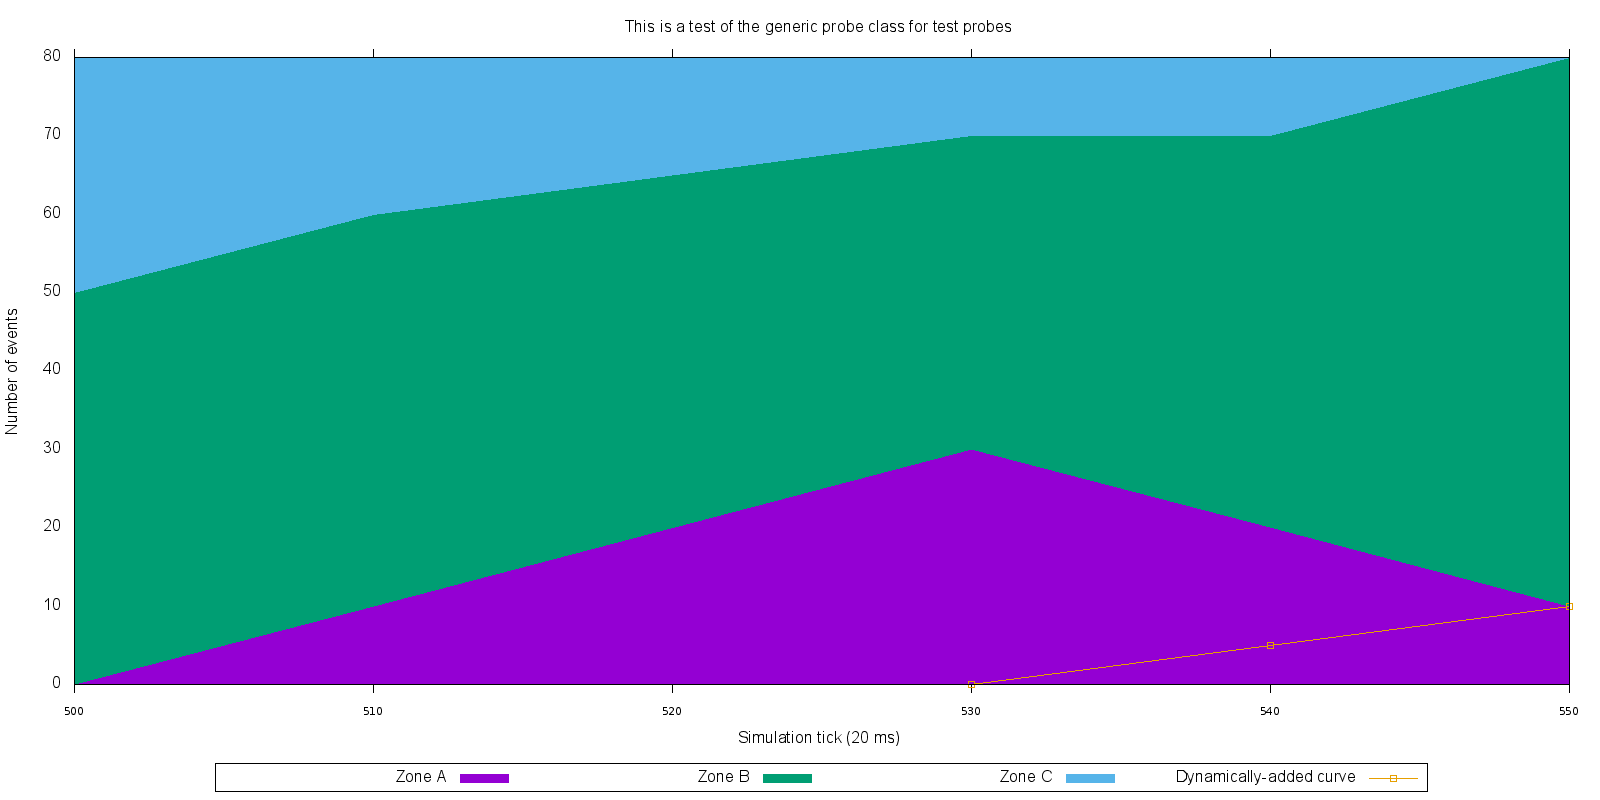 This is a test of the generic probe class for test probes
80
70
60
50
40
30
20
10
0
Number of events
500 510 520 530 540 550
Simulation tick (20 ms)
Zone A Zone B Zone C Dynamically-added curve